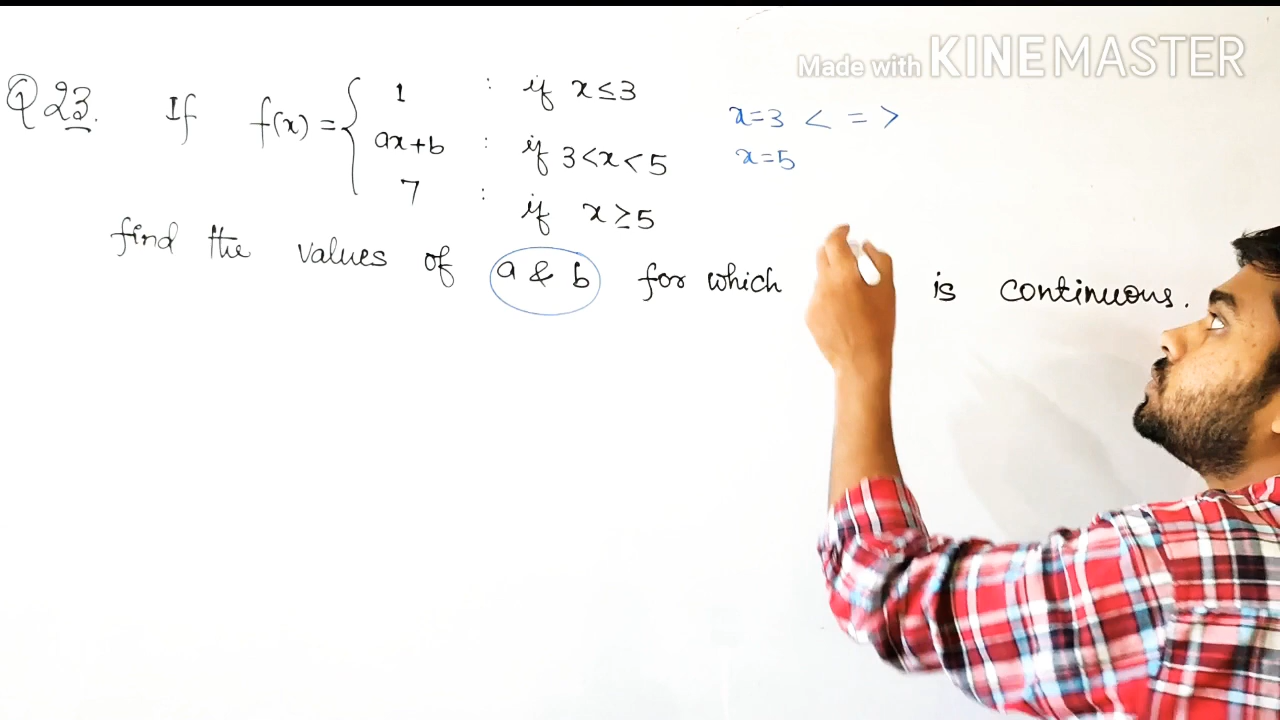 Made with KINEMASTER
Q 23. If f(x) = { 1 : if x ≤ 3
ax+b : if 3 < x < 5
7 : if x ≥ 5
x=3 < = >
x=5
find the values of a & b for which is continuous.